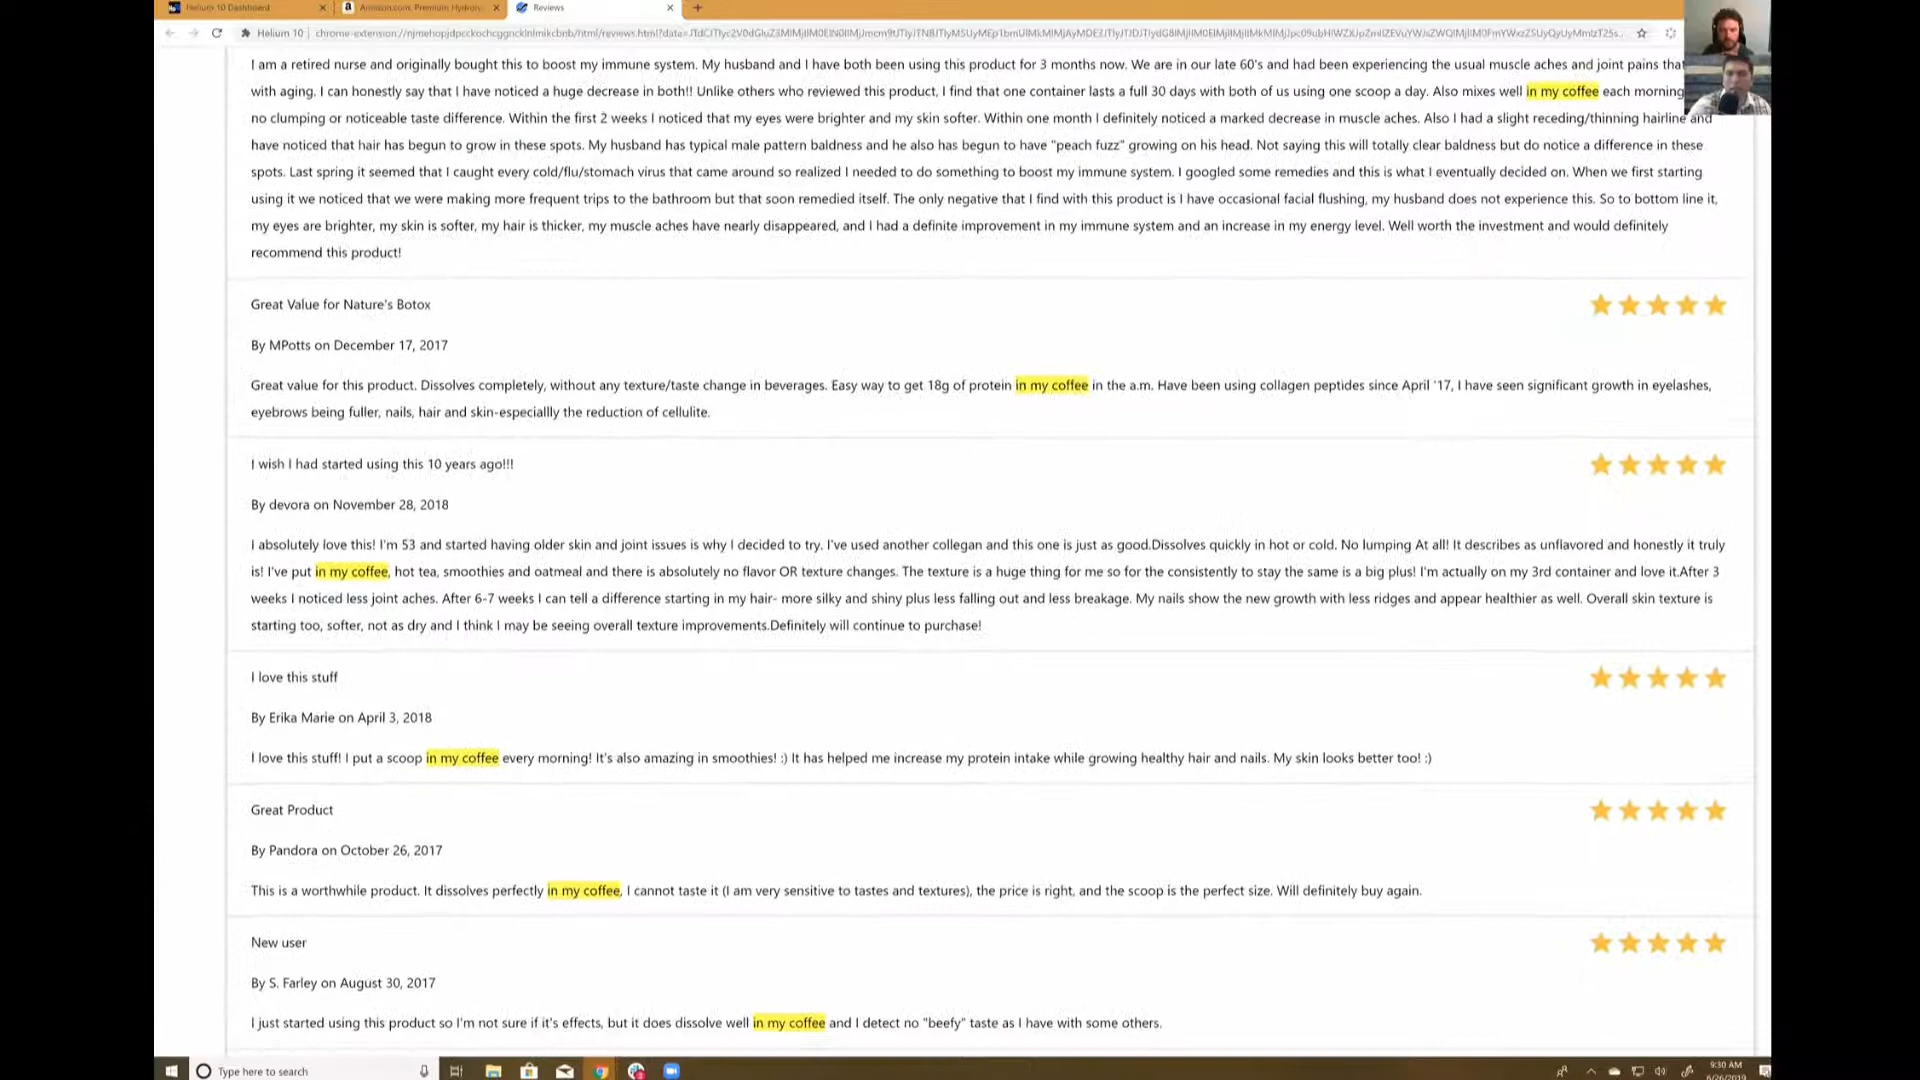 Helium 10 Dashboard
Amazon.com: Premium Hydroly
Reviews
Helium 10
I am a retired nurse and originally bought this to boost my immune system. My husband and I have both been using this product for 3 months now. We are in our late 60's and had been experiencing the usual muscle aches and joint pains tha
with aging. I can honestly say that I have noticed a huge decrease in both!! Unlike others who reviewed this product, I find that one container lasts a full 30 days with both of us using one scoop a day. Also mixes well in my coffee each morning
no clumping or noticeable taste difference. Within the first 2 weeks I noticed that my eyes were brighter and my skin softer. Within one month I definitely noticed a marked decrease in muscle aches. Also I had a slight receding/thinning hairline and
have noticed that hair has begun to grow in these spots. My husband has typical male pattern baldness and he also has begun to have "peach fuzz" growing on his head. Not saying this will totally clear baldness but do notice a difference in these
spots. Last spring it seemed that I caught every cold/flu/stomach virus that came around so realized I needed to do something to boost my immune system. I googled some remedies and this is what I eventually decided on. When we first starting
using it we noticed that we were making more frequent trips to the bathroom but that soon remedied itself. The only negative that I find with this product is I have occasional facial flushing, my husband does not experience this. So to bottom line it,
my eyes are brighter, my skin is softer, my hair is thicker, my muscle aches have nearly disappeared, and I had a definite improvement in my immune system and an increase in my energy level. Well worth the investment and would definitely
recommend this product!
Great Value for Nature's Botox
By MPotts on December 17, 2017
Great value for this product. Dissolves completely, without any texture/taste change in beverages. Easy way to get 18g of protein in my coffee in the a.m. Have been using collagen peptides since April '17, I have seen significant growth in eyelashes,
eyebrows being fuller, nails, hair and skin-especiallly the reduction of cellulite.
I wish I had started using this 10 years ago!!!
By devora on November 28, 2018
I absolutely love this! I'm 53 and started having older skin and joint issues is why I decided to try. I've used another collegan and this one is just as good.Dissolves quickly in hot or cold. No lumping At all! It describes as unflavored and honestly it truly
is! I've put in my coffee, hot tea, smoothies and oatmeal and there is absolutely no flavor OR texture changes. The texture is a huge thing for me so for the consistently to stay the same is a big plus! I'm actually on my 3rd container and love it.After 3
weeks I noticed less joint aches. After 6-7 weeks I can tell a difference starting in my hair- more silky and shiny plus less falling out and less breakage. My nails show the new growth with less ridges and appear healthier as well. Overall skin texture is
starting too, softer, not as dry and I think I may be seeing overall texture improvements.Definitely will continue to purchase!
I love this stuff
By Erika Marie on April 3, 2018
I love this stuff! I put a scoop in my coffee every morning! It's also amazing in smoothies! :) It has helped me increase my protein intake while growing healthy hair and nails. My skin looks better too! :)
Great Product
By Pandora on October 26, 2017
This is a worthwhile product. It dissolves perfectly in my coffee, I cannot taste it (I am very sensitive to tastes and textures), the price is right, and the scoop is the perfect size. Will definitely buy again.
New user
By S. Farley on August 30, 2017
I just started using this product so I'm not sure if it's effects, but it does dissolve well in my coffee and I detect no "beefy" taste as I have with some others.
Type here to search
9:30 AM
6/26/2019